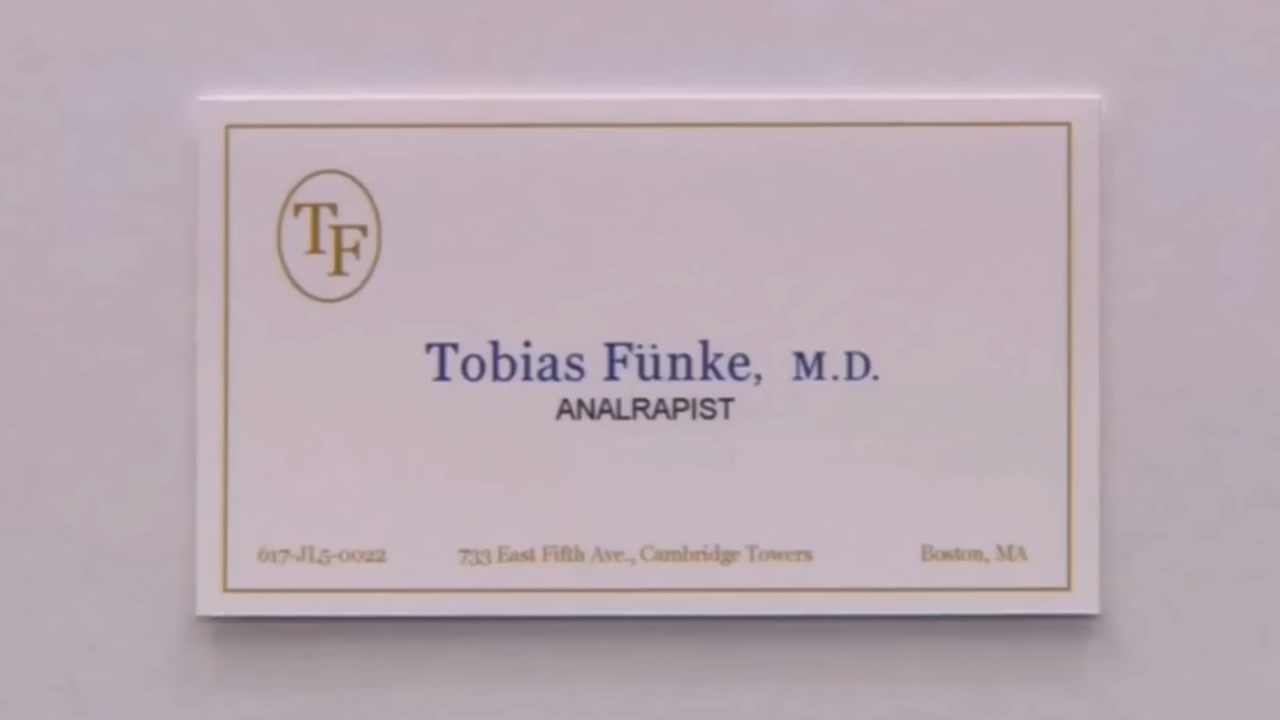 TF
Tobias Fünke, M.D.
ANALRAPIST
617-JL5-0022 733 East Fifth Ave., Cambridge Towers Boston, MA